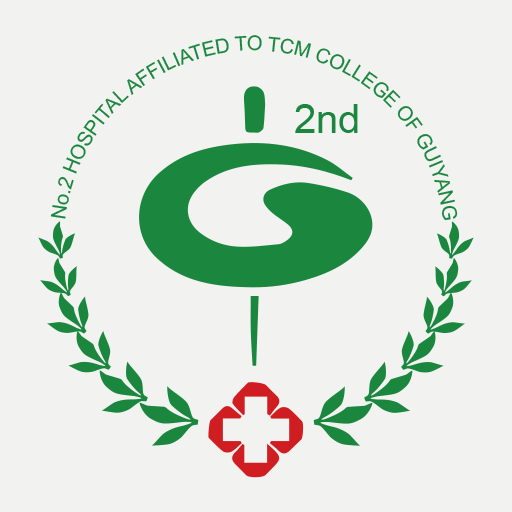 No.2 HOSPITAL AFFILIATED TO TCM COLLEGE OF GUIYANG
2nd